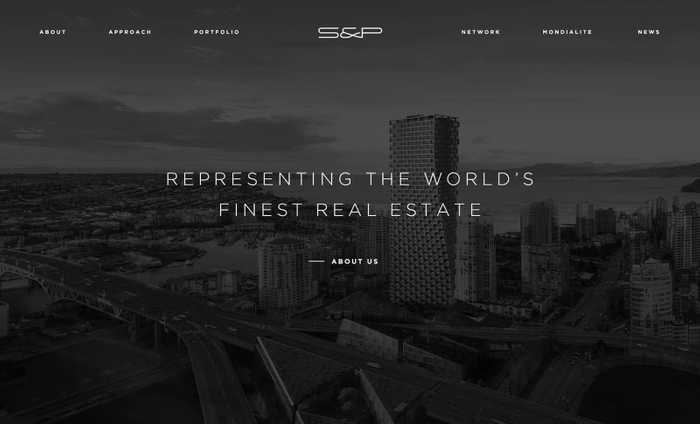 ABOUT
APPROACH
PORTFOLIO
S&P
NETWORK
MONDIALITE
NEWS
REPRESENTING THE WORLD'S
FINEST REAL ESTATE
ABOUT US